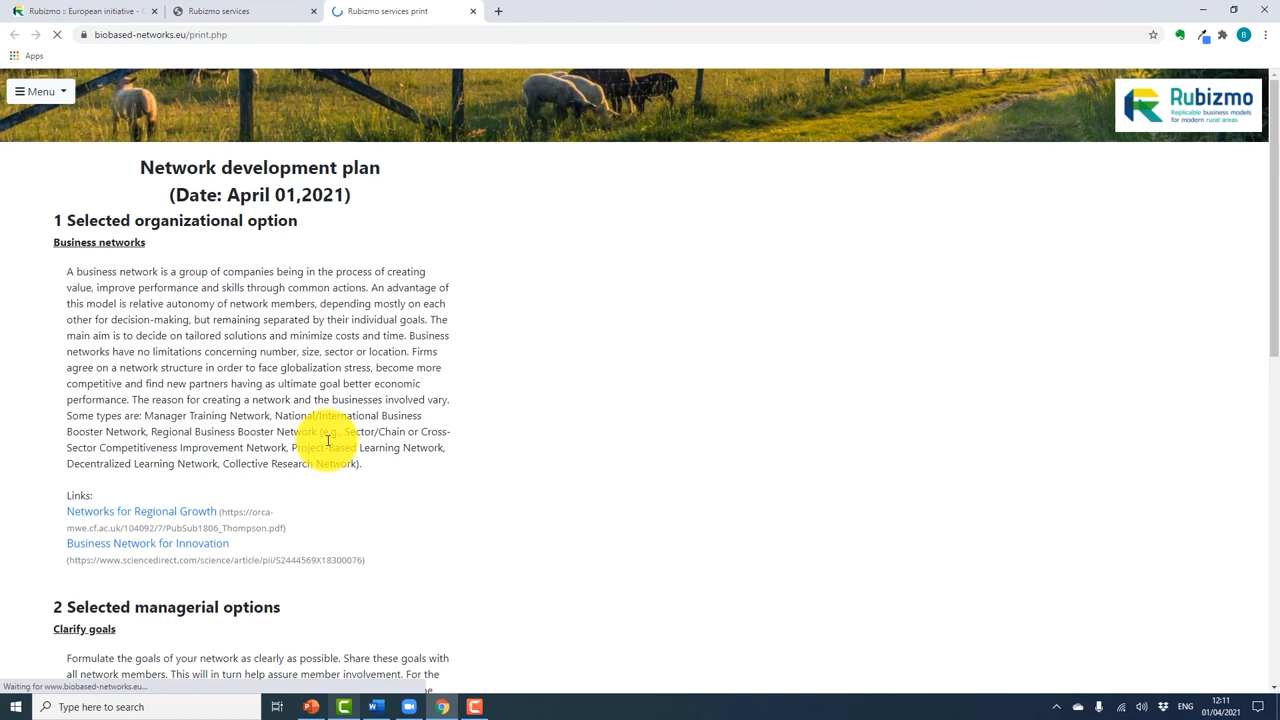 Rubizmo :: European initiative - C
Rubizmo services
Rubizmo services print
biobased-networks.eu/print.php
B
Apps
Menu
Rubizmo
Replicable business models
for modern rural areas
Network development plan
(Date: April 01,2021)
1 Selected organizational option
Business networks
A business network is a group of companies being in the process of creating
value, improve performance and skills through common actions. An advantage of
this model is relative autonomy of network members, depending mostly on each
other for decision-making, but remaining separated by their individual goals. The
main aim is to decide on tailored solutions and minimize costs and time. Business
networks have no limitations concerning number, size, sector or location. Firms
agree on a network structure in order to face globalization stress, become more
competitive and find new partners having as ultimate goal better economic
performance. The reason for creating a network and the businesses involved vary.
Some types are: Manager Training Network, National/International Business
Booster Network, Regional Business Booster Network (e.g., Sector/Chain or Cross-
Sector Competitiveness Improvement Network, Project-based Learning Network,
Decentralized Learning Network, Collective Research Network).
Links:
Networks for Regional Growth (https://orca-
mwe.cf.ac.uk/104092/7/PubSub1806_Thompson.pdf)
Business Network for Innovation
(https://www.sciencedirect.com/science/article/pii/S2444569X18300076)
2 Selected managerial options
Clarify goals
Formulate the goals of your network as clearly as possible. Share these goals with
all network members. This will in turn help assure member involvement. For the
Waiting for www.biobased-networks.eu...
Type here to search
ENG
12:11
01/04/2021